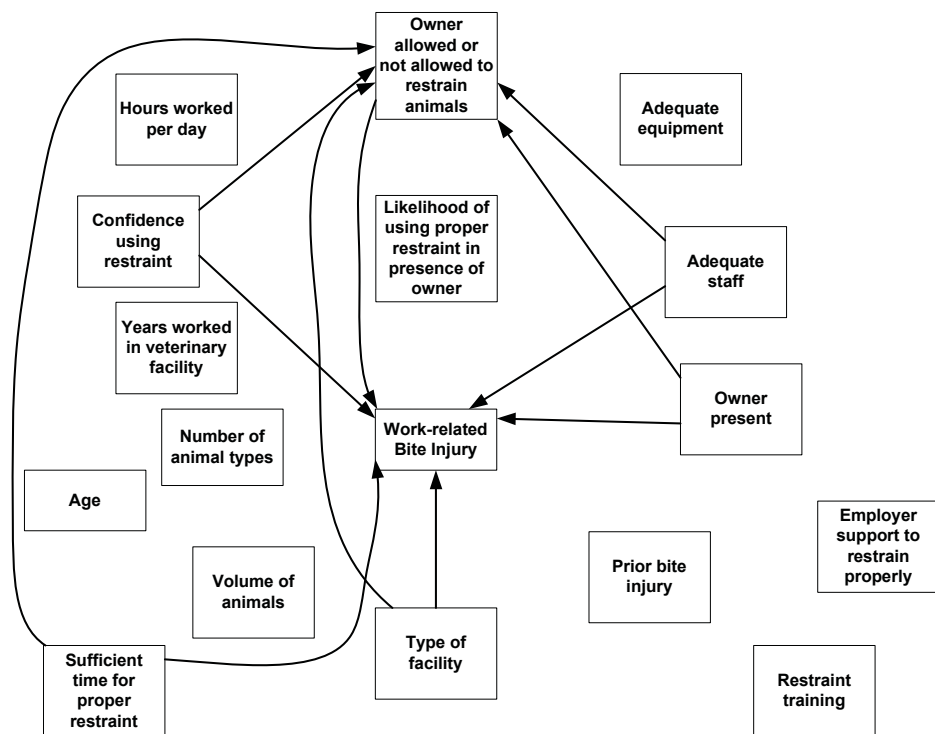 Owner
allowed or
not allowed to
restrain
animals
Hours worked
per day
Adequate
equipment
Confidence
using
restraint
Likelihood of
using proper
restraint in
presence of
owner
Adequate
staff
Years worked
in veterinary
facility
Owner
present
Number of
animal types
Work-related
Bite Injury
Age
Employer
support to
restrain
properly
Volume of
animals
Prior bite
injury
Type of
facility
Sufficient
time for
proper
restraint
Restraint
training